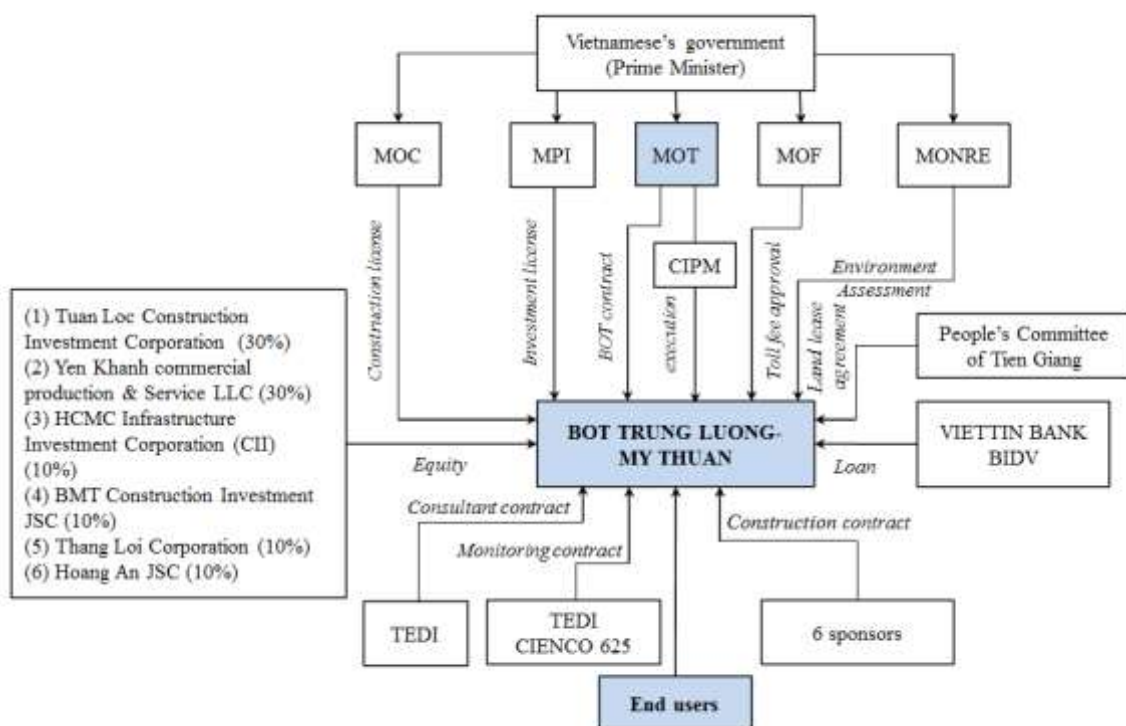 Vietnamese's government
(Prime Minister)
MOC
MPI
MOT
MOF
MONRE
CIPM
Construction license
Investment license
BOT contract
execution
Toll fee approval
Land lease
agreement
Environment
Assessment
(1) Tuan Loc Construction
Investment Corporation (30%)
(2) Yen Khanh commercial
production & Service LLC (30%)
(3) HCMC Infrastructure
Investment Corporation (CII)
(10%)
(4) BMT Construction Investment
JSC (10%)
(5) Thang Loi Corporation (10%)
(6) Hoang An JSC (10%)
People's Committee
of Tien Giang
BOT TRUNG LUONG-
MY THUAN
VIETTIN BANK
BIDV
Equity
Loan
Consultant contract
Monitoring contract
Construction contract
TEDI
TEDI
CIENCO 625
6 sponsors
End users